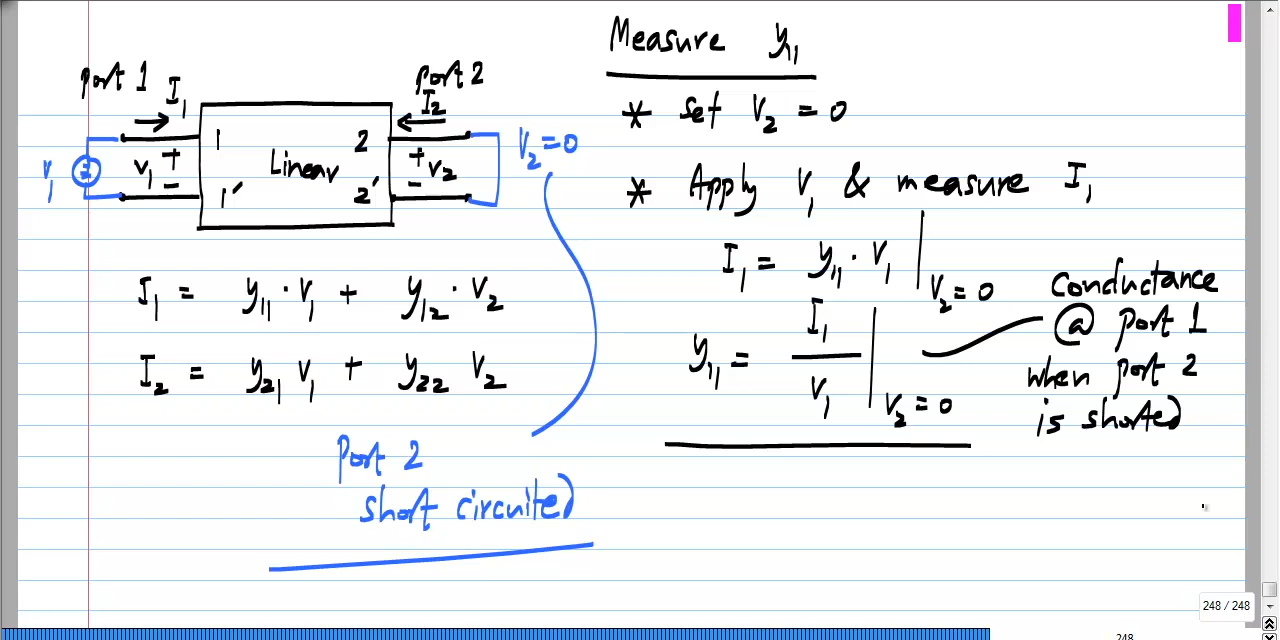 port 1
I₁
port 2
I₂
V₁
+
V₁
-
1
1′
Linear
2
2′
+
V₂
-
V₂ = 0
I₁ = y₁₁ · V₁ + y₁₂ · V₂
I₂ = y₂₁ V₁ + y₂₂ V₂
Port 2
short circuited
Measure y₁₁
* Set V₂ = 0
* Apply V₁ & measure I₁
I₁ = y₁₁ · V₁ | V₂ = 0
y₁₁ = I₁ / V₁ | V₂ = 0
conductance
@ port 1
when port 2
is shorted
248 / 248
248